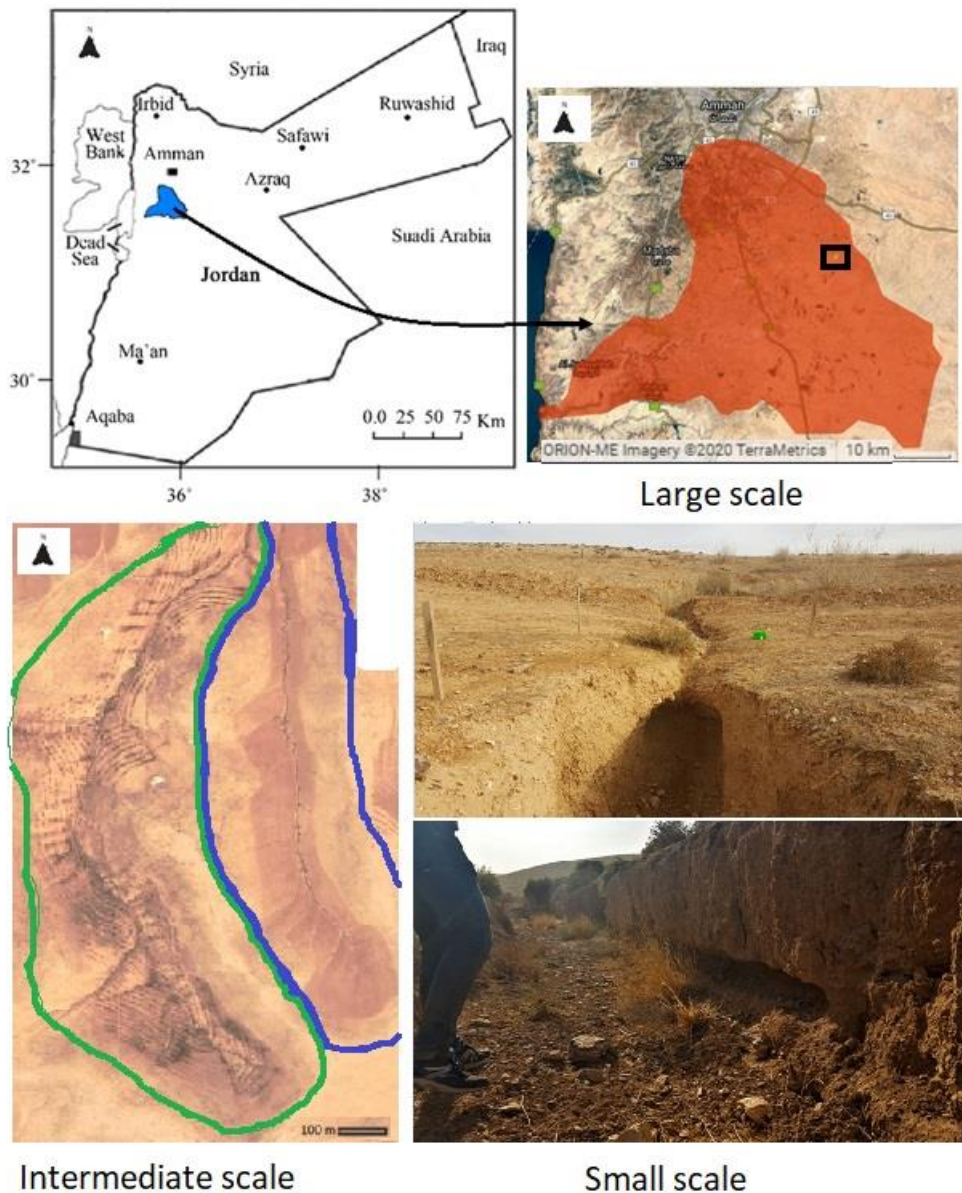 N
Iraq
Syria
Irbid
Ruwashid
West
Bank
Safawi
32°
Amman
Azraq
Dead
Sea
Suadi Arabia
Jordan
Ma`an
30°
Aqaba
0.0 25 50 75 Km
36°
38°
N
Amman
Madaba
ORION-ME Imagery ©2020 TerraMetrics
10 km
Large scale
N
100 m
Intermediate scale
Small scale